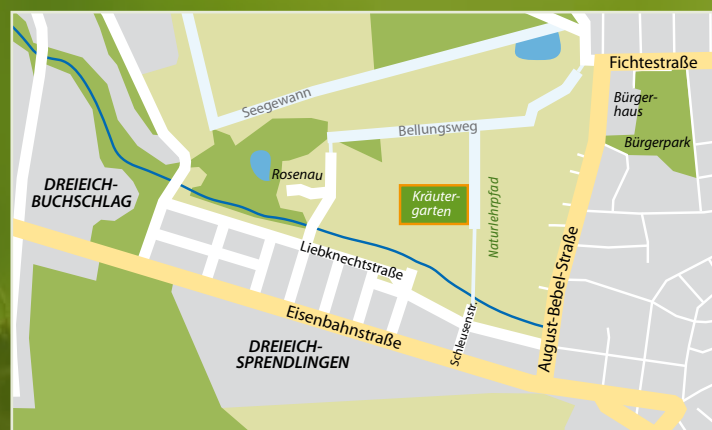 Fichtestraße
Seegewann
Bürger-
haus
Bellungsweg
Bürgerpark
Rosenau
DREIEICH-
BUCHSCHLAG
Kräuter-
garten
Naturlehrpfad
Liebknechtstraße
August-Bebel-Straße
Eisenbahnstraße
Schleusenstr.
DREIEICH-
SPRENDLINGEN